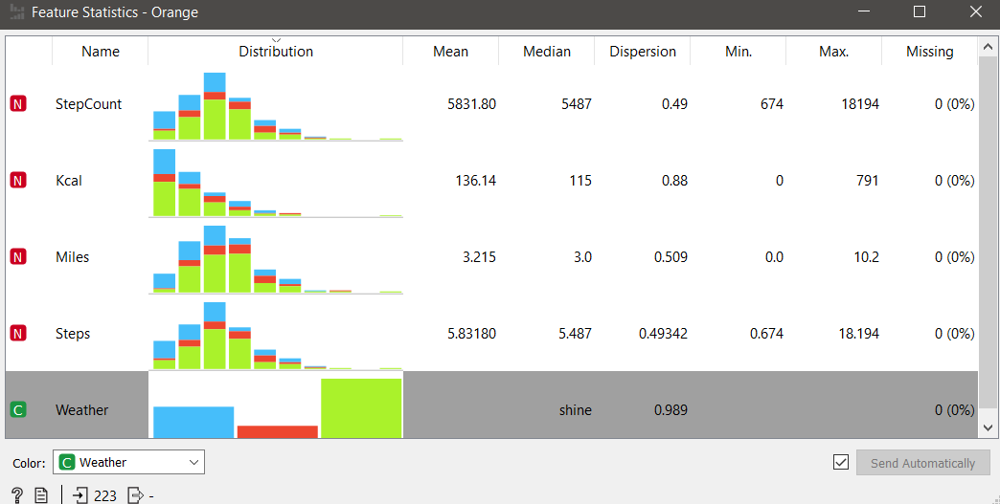 Feature Statistics - Orange
Name Distribution Mean Median Dispersion Min. Max. Missing
N StepCount 5831.80 5487 0.49 674 18194 0 (0%)
N Kcal 136.14 115 0.88 0 791 0 (0%)
N Miles 3.215 3.0 0.509 0.0 10.2 0 (0%)
N Steps 5.83180 5.487 0.49342 0.674 18.194 0 (0%)
C Weather shine 0.989 0 (0%)
Color: C Weather Send Automatically
? 223 -